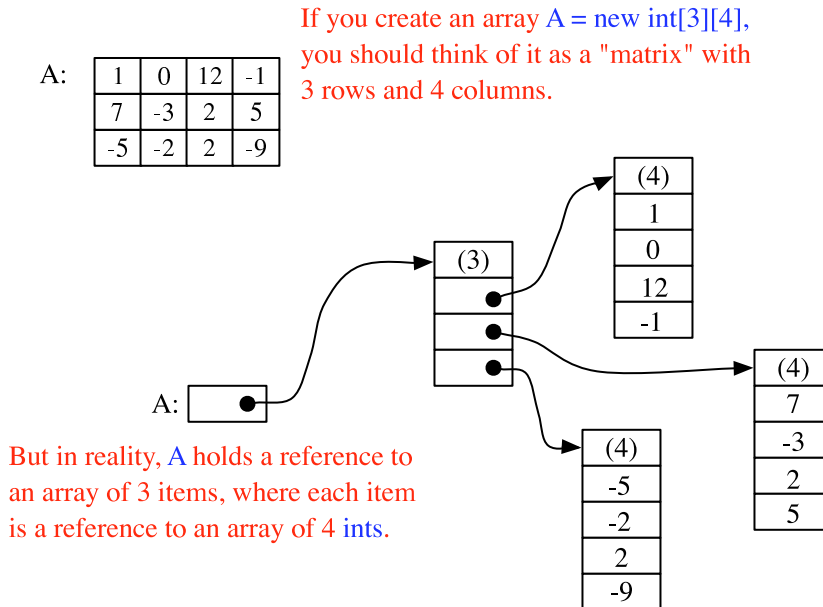 If you create an array A = new int[3][4],
you should think of it as a "matrix" with
3 rows and 4 columns.
A:
1 0 12 -1
7 -3 2 5
-5 -2 2 -9
(4)
1
0
12
-1
(3)
(4)
7
-3
2
5
A:
(4)
-5
-2
2
-9
But in reality, A holds a reference to
an array of 3 items, where each item
is a reference to an array of 4 ints.